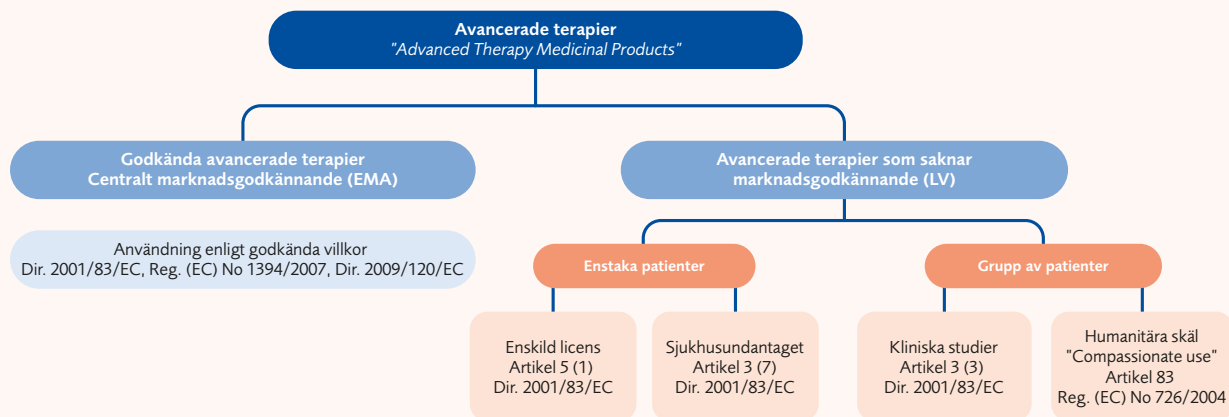 Avancerade terapier
"Advanced Therapy Medicinal Products"
Godkända avancerade terapier
Centralt marknadsgodkännande (EMA)
Avancerade terapier som saknar
marknadsgodkännande (LV)
Användning enligt godkända villkor
Dir. 2001/83/EC, Reg. (EC) No 1394/2007, Dir. 2009/120/EC
Enstaka patienter
Grupp av patienter
Enskild licens
Artikel 5 (1)
Dir. 2001/83/EC
Sjukhusundantaget
Artikel 3 (7)
Dir. 2001/83/EC
Kliniska studier
Artikel 3 (3)
Dir. 2001/83/EC
Humanitära skäl
"Compassionate use"
Artikel 83
Reg. (EC) No 726/2004